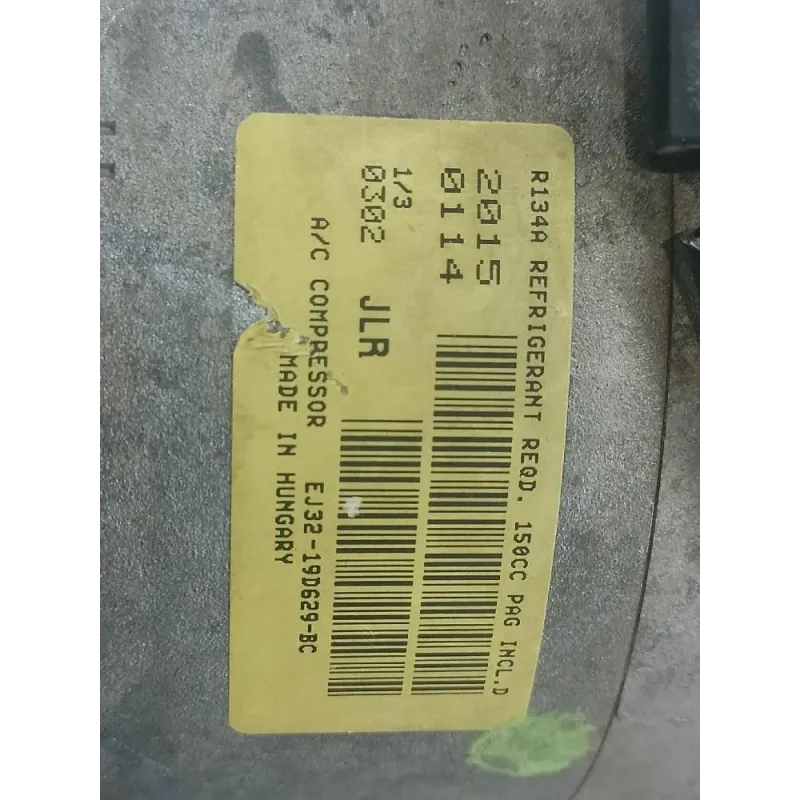 R134A REFRIGERANT REQD. 150CC PAG INCL.D
2015
0114
1/3
0302 JLR
A/C COMPRESSOR EJ32-19D629-BC
MADE IN HUNGARY